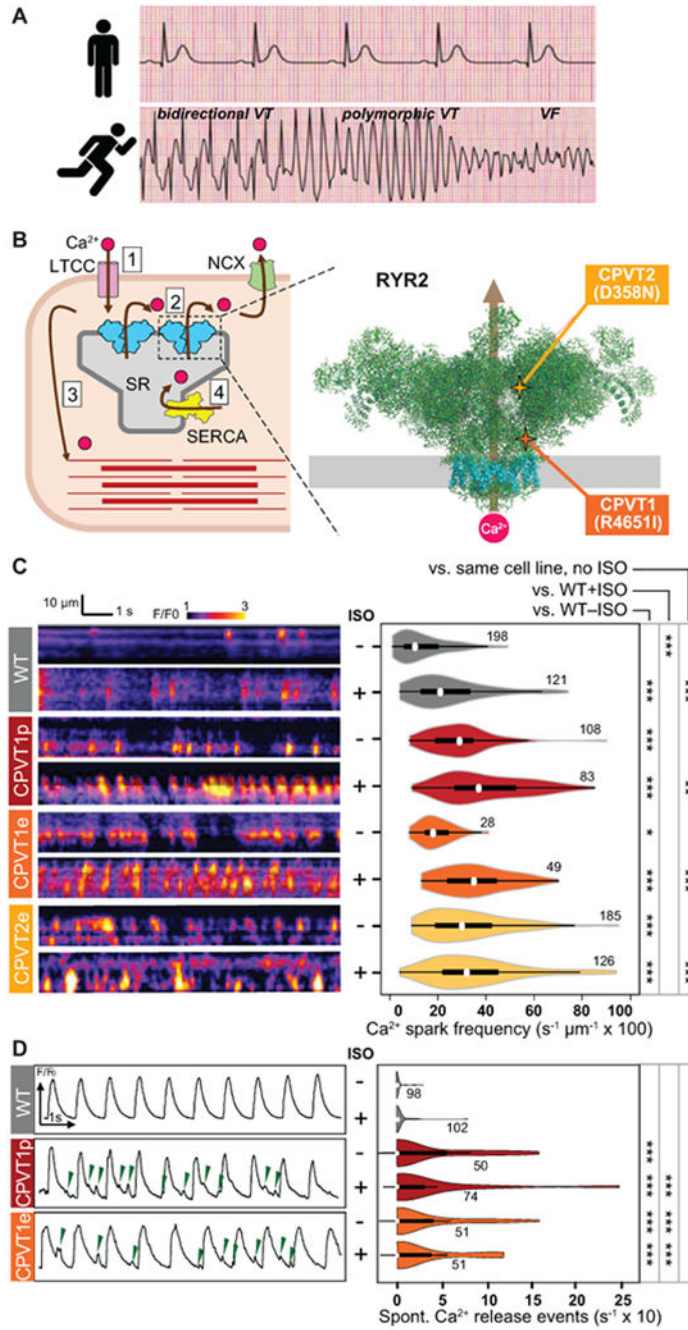 A
bidirectional VT polymorphic VT VF
B
Ca²⁺
LTCC
1
2
NCX
3
SR
4
SERCA
RYR2
CPVT2
(D358N)
CPVT1
(R4651I)
Ca²⁺
C
vs. same cell line, no ISO
vs. WT+ISO
vs. WT–ISO
10 µm
1 s
F/F0 1 3
ISO
WT
- 198 ***
+ 121 ***
CPVT1p
- 108 ***
+ 83 *** **
CPVT1e
- 28 *
+ 49 *** ***
CPVT2e
- 185 ***
+ 126 *** ***
0 20 40 60 80 100
Ca²⁺ spark frequency (s⁻¹ µm⁻¹ x 100)
D
ISO
WT
F/F₀
1s
- 98
+ 102
CPVT1p
- 50 ***
+ 74 *** ***
CPVT1e
- 51 *** ***
+ 51 *** ***
0 5 10 15 20 25
Spont. Ca²⁺ release events (s⁻¹ x 10)